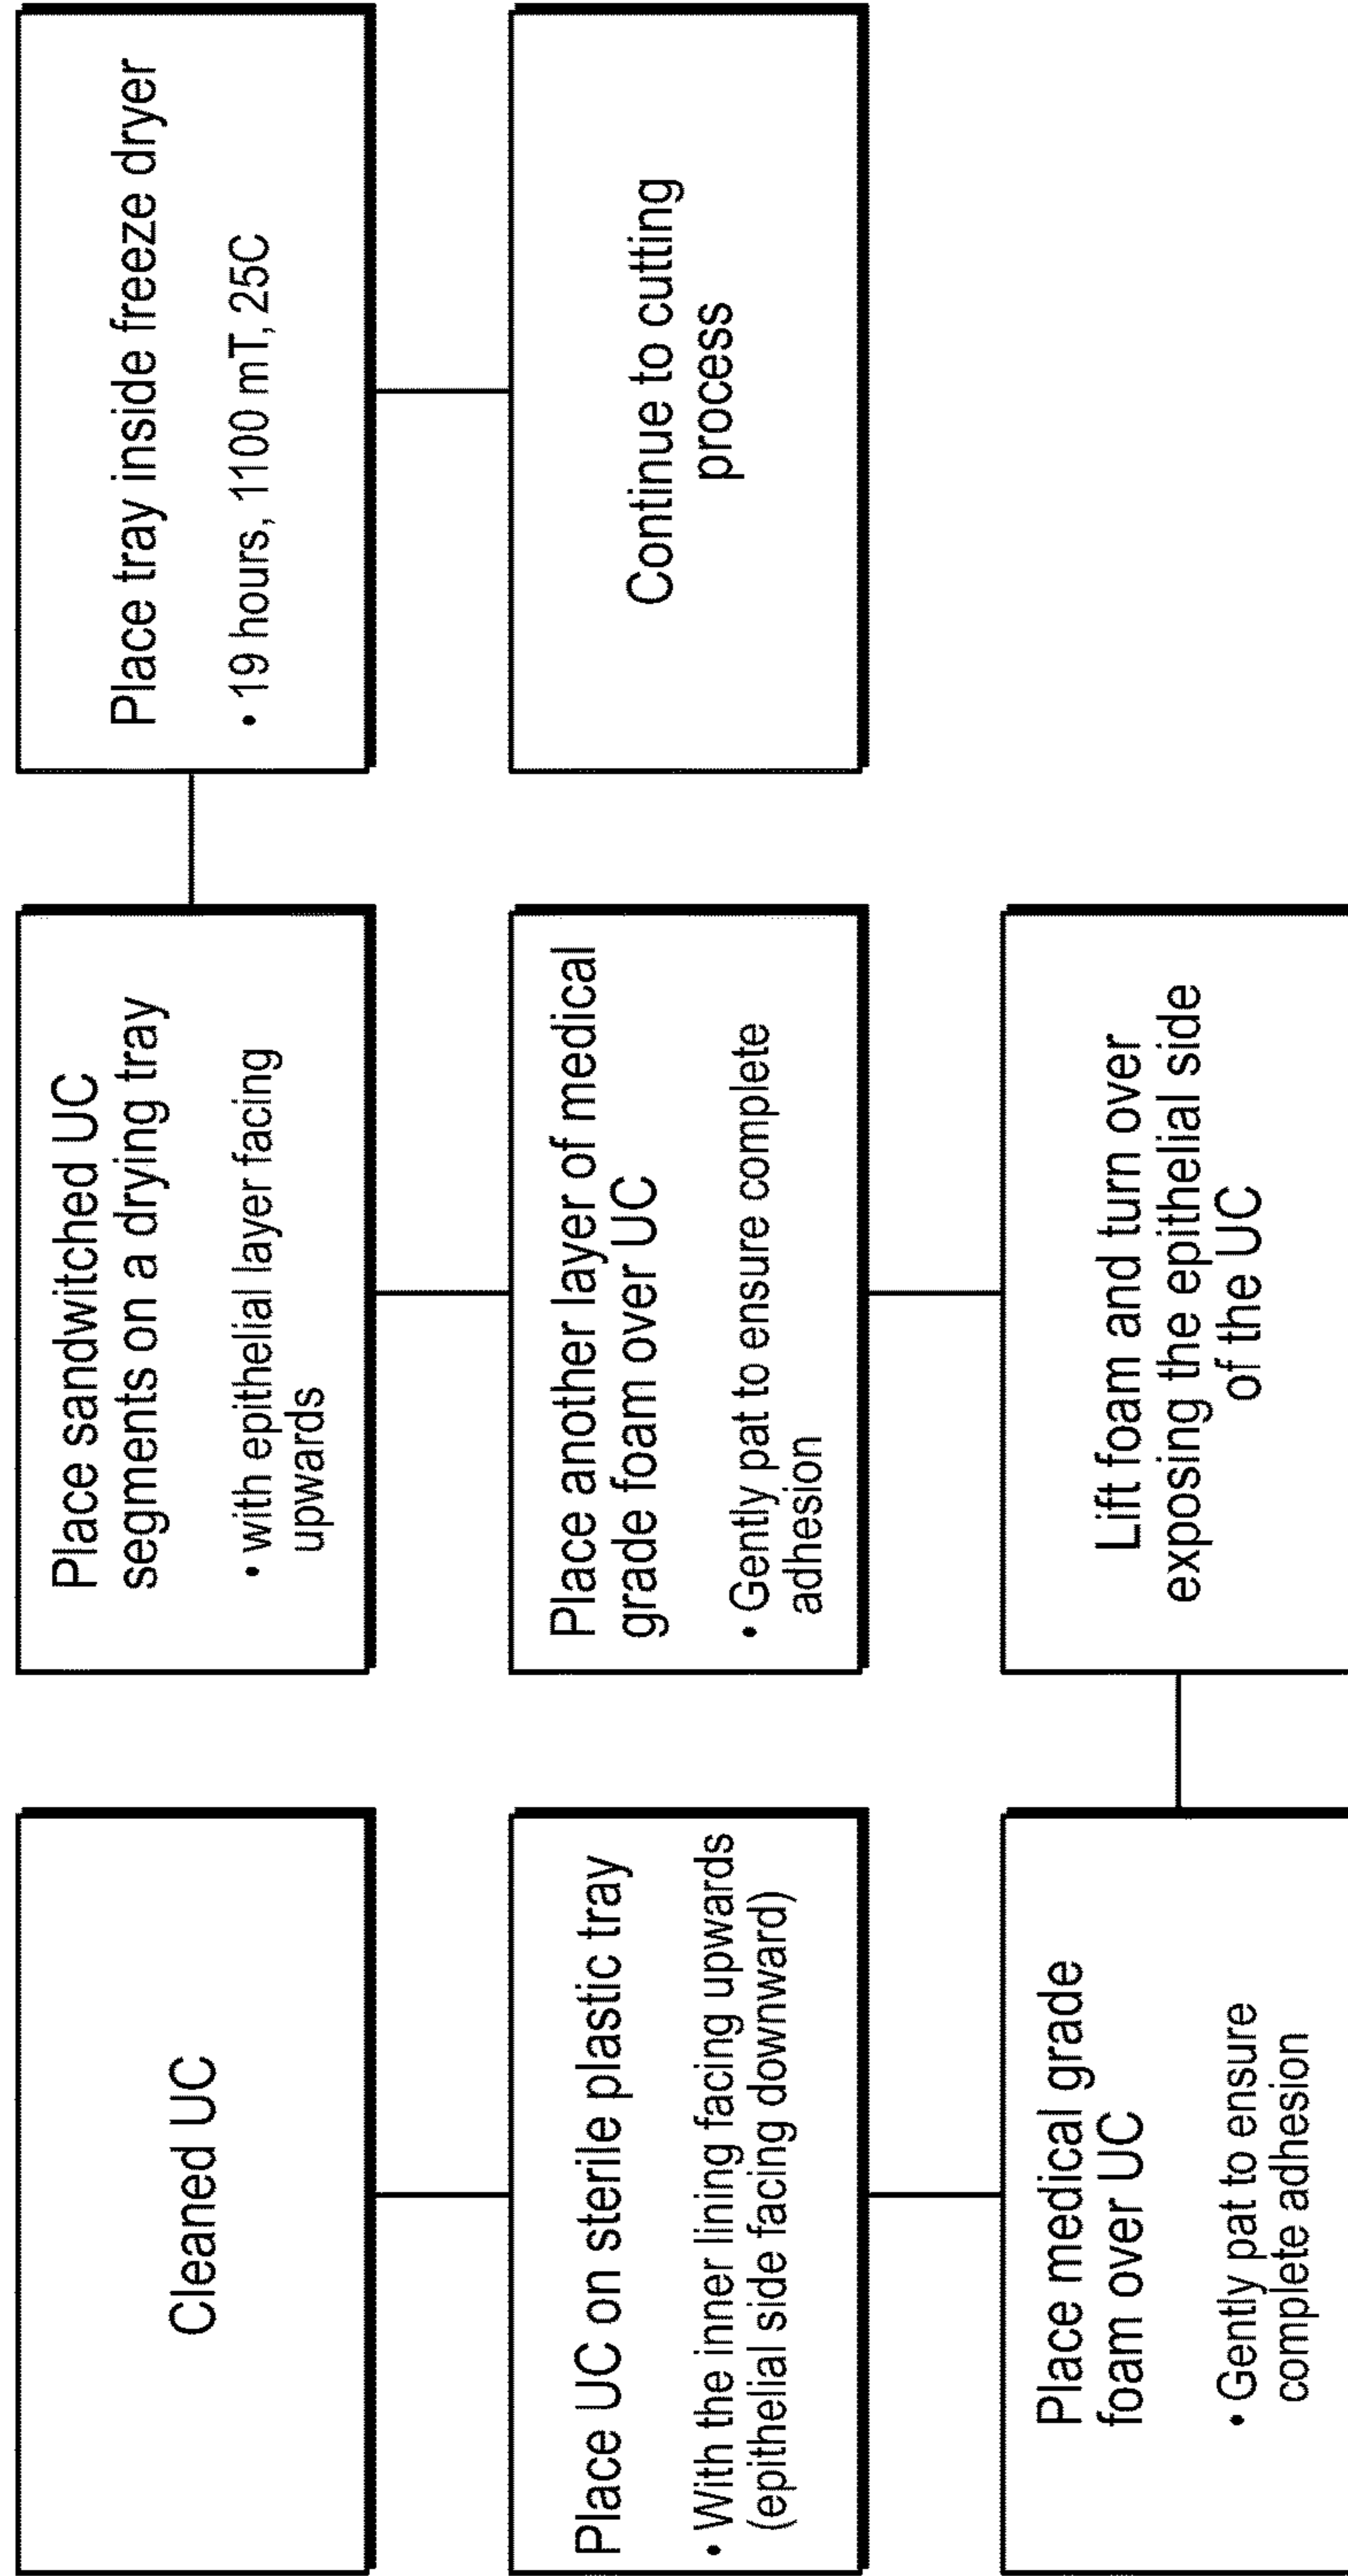 Cleaned UC
Place UC on sterile plastic tray
• With the inner lining facing upwards
(epithelial side facing downward)
Place medical grade
foam over UC
• Gently pat to ensure
complete adhesion
Lift foam and turn over
exposing the epithelial side
of the UC
Place another layer of medical
grade foam over UC
• Gently pat to ensure complete
adhesion
Place sandwitched UC
segments on a drying tray
• with epithelial layer facing
upwards
Place tray inside freeze dryer
• 19 hours, 1100 mT, 25C
Continue to cutting
process